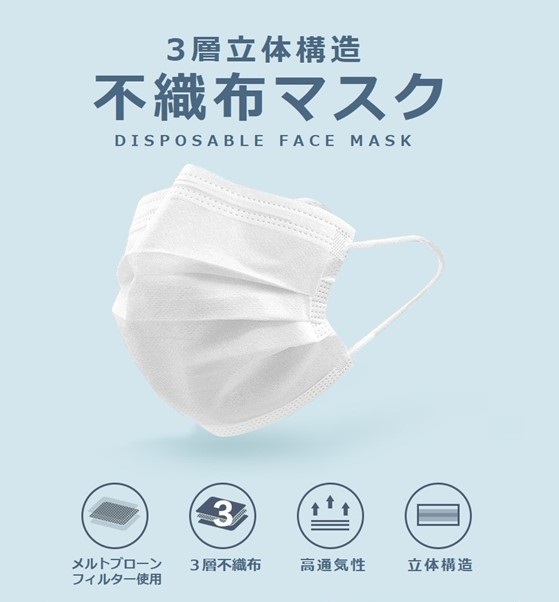 3層立体構造
不織布マスク
DISPOSABLE FACE MASK
3
メルトブローン
フィルター使用
3層不織布
高通気性
立体構造